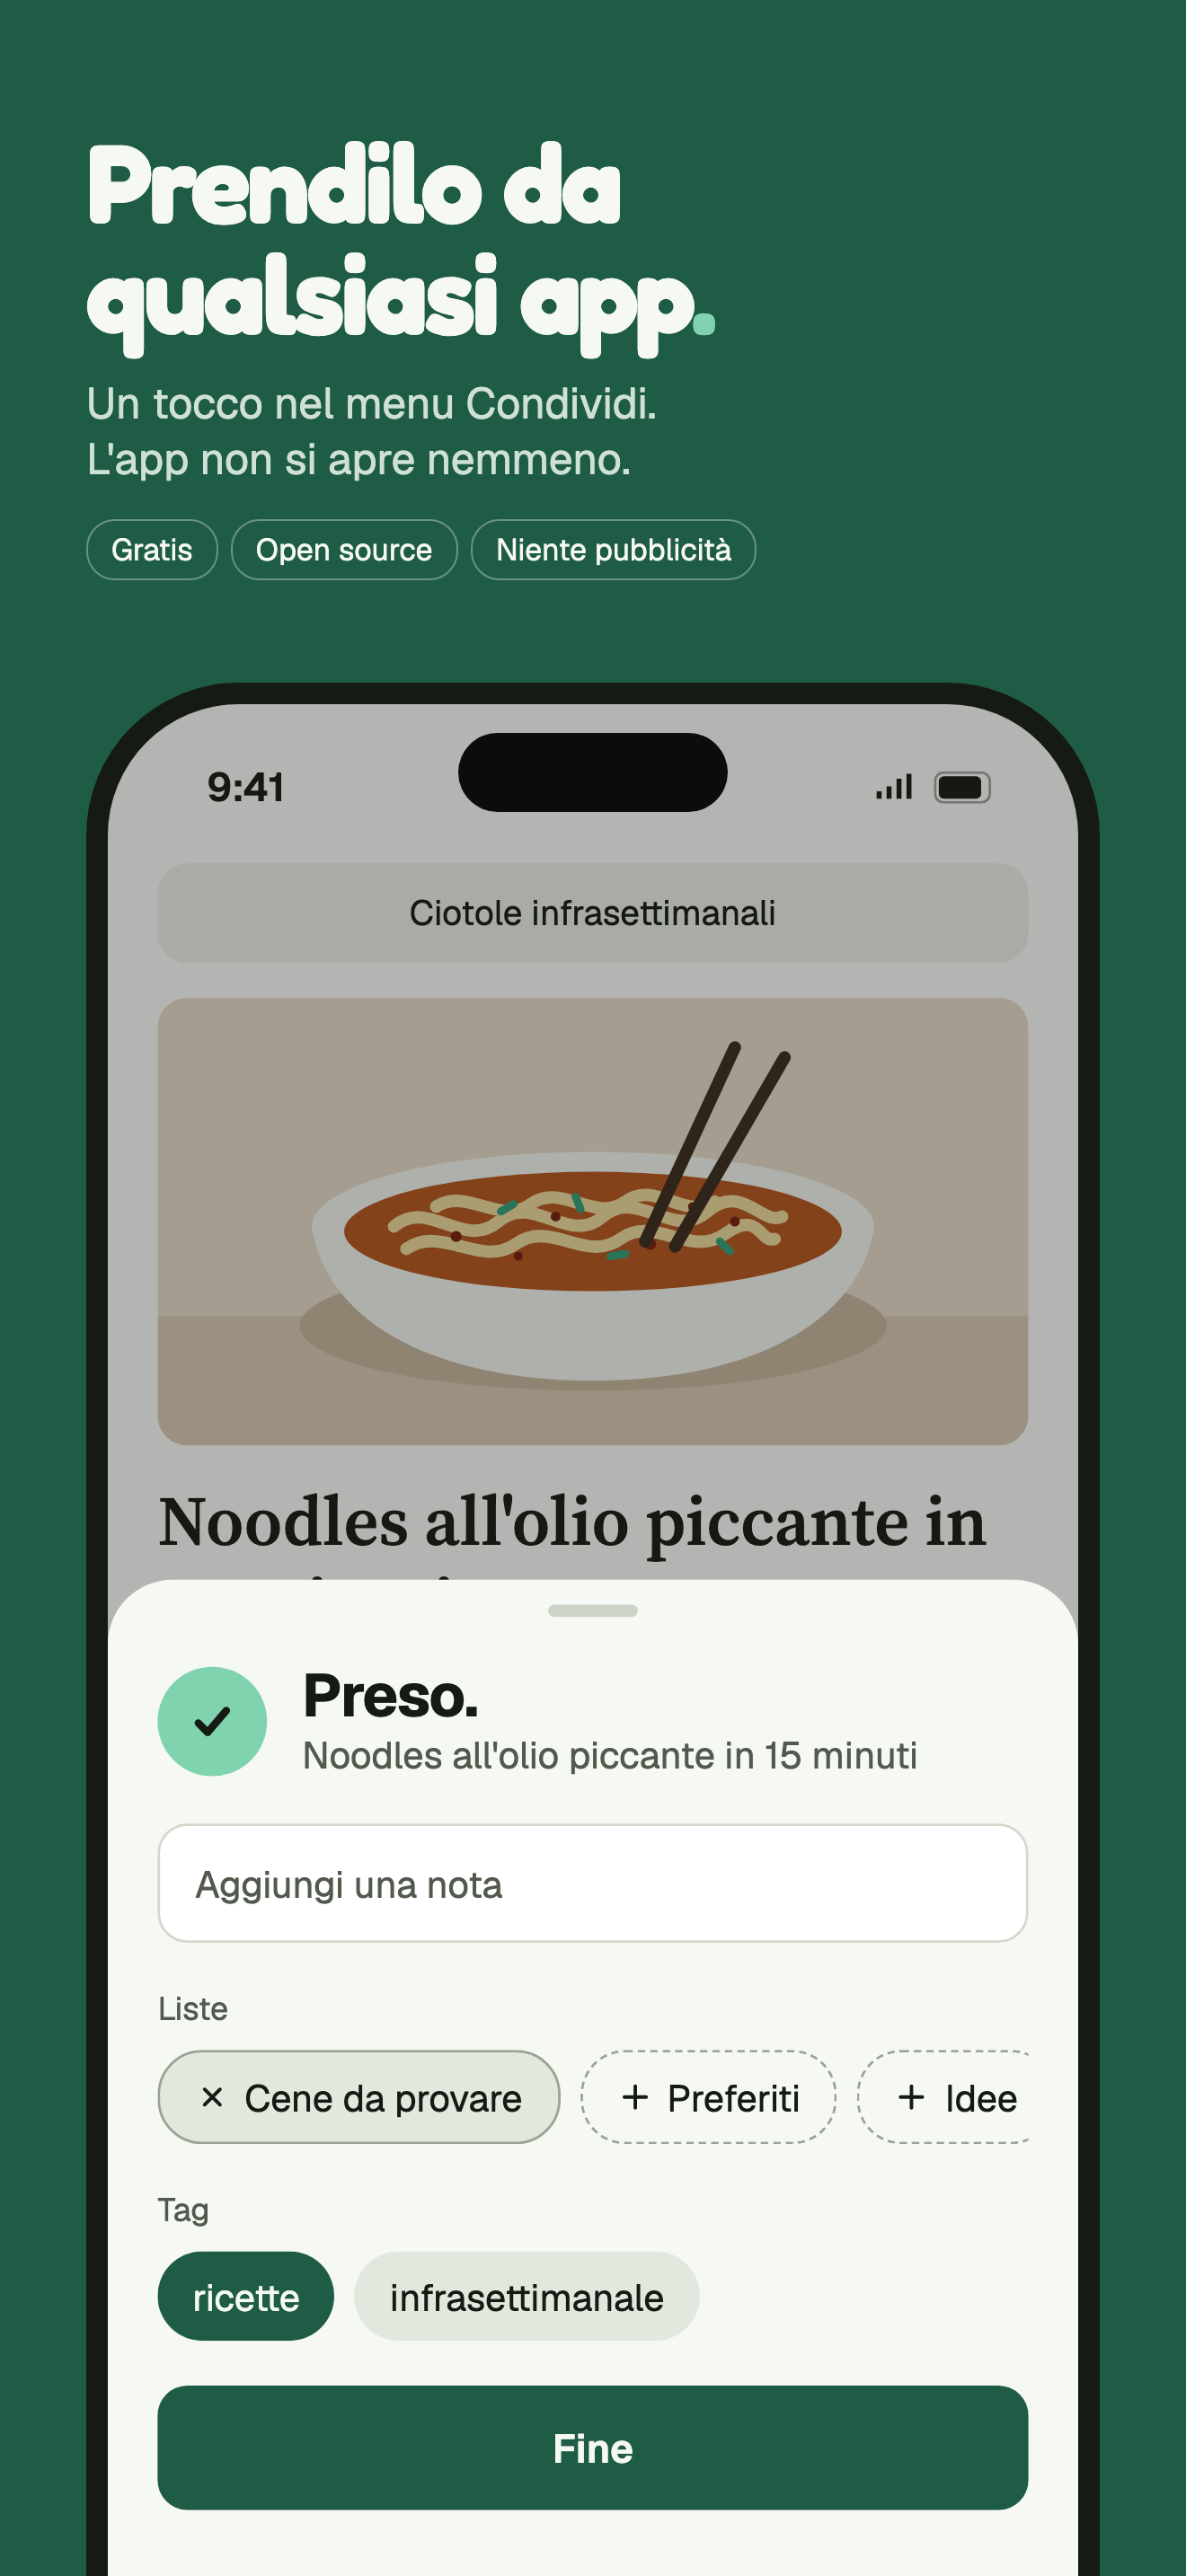 Prendilo da
qualsiasi app.
Un tocco nel menu Condividi.
L'app non si apre nemmeno.
Gratis
Open source
Niente pubblicità
9:41
Ciotole infrasettimanali
Noodles all'olio piccante in
Preso.
Noodles all'olio piccante in 15 minuti
Aggiungi una nota
Liste
Cene da provare
Preferiti
Idee
Tag
ricette
infrasettimanale
Fine